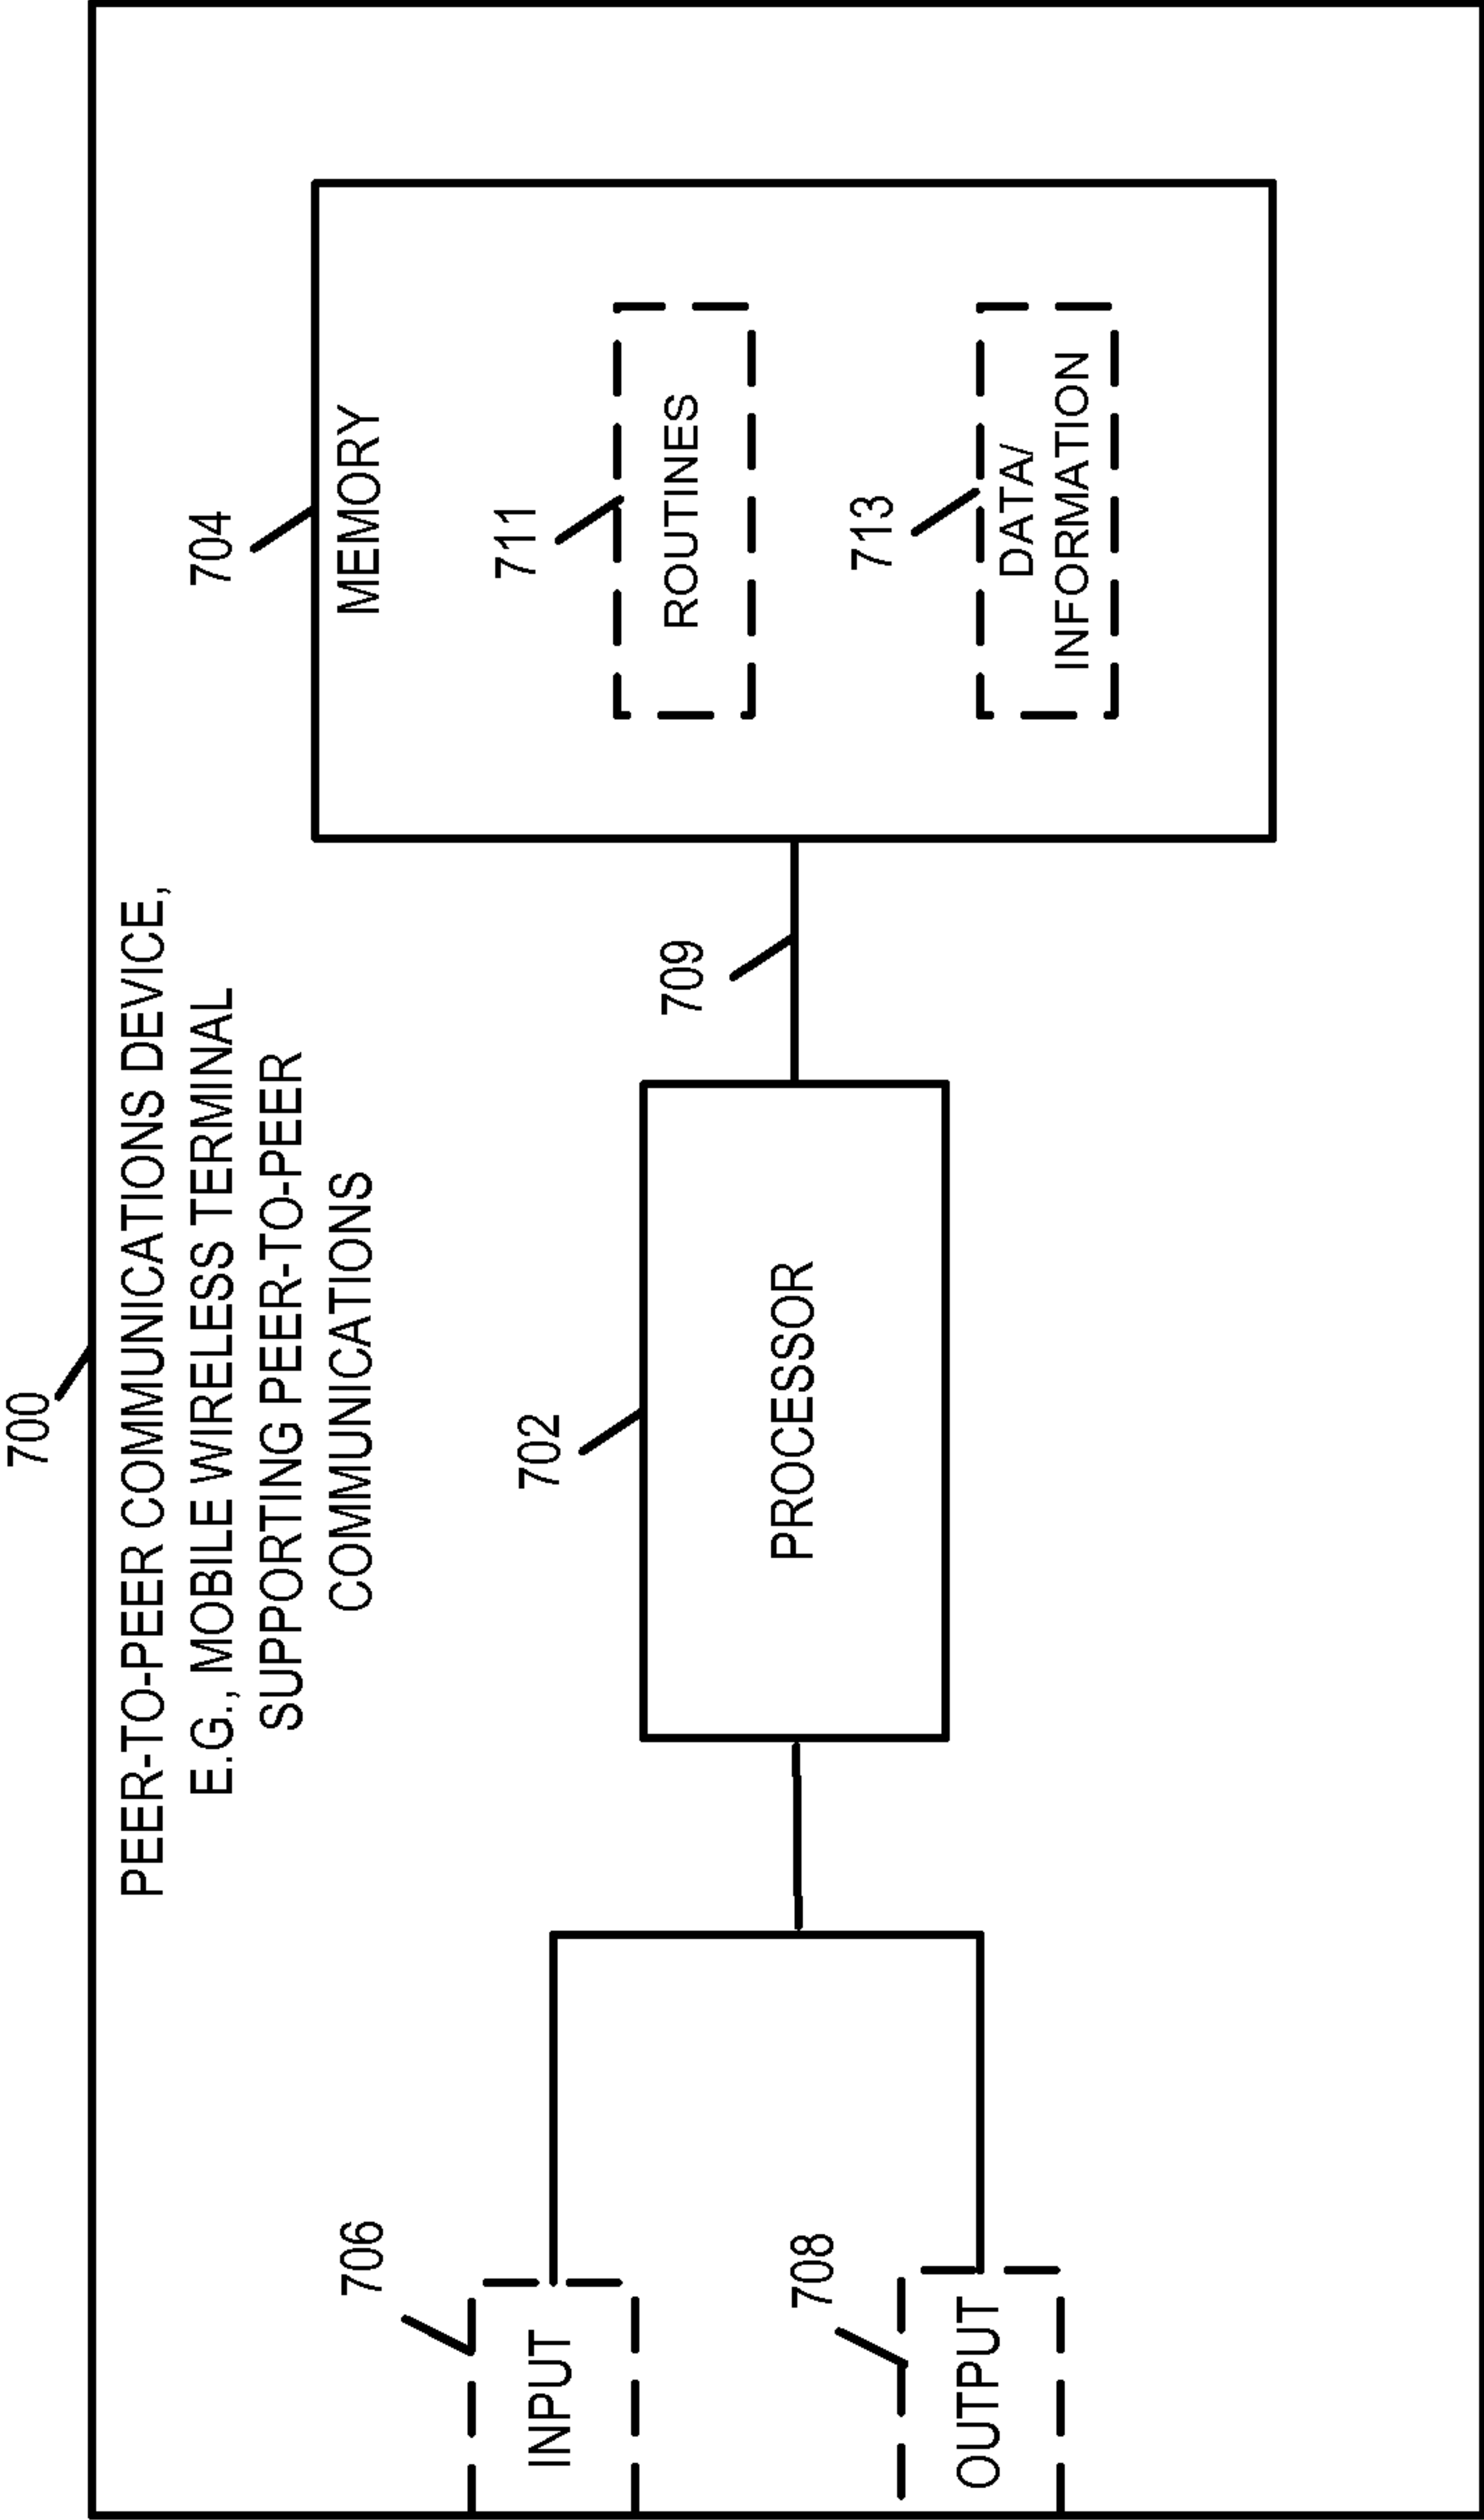 700
PEER-TO-PEER COMMUNICATIONS DEVICE,
E.G., MOBILE WIRELESS TERMINAL
SUPPORTING PEER-TO-PEER
COMMUNICATIONS
706
INPUT
708
OUTPUT
702
PROCESSOR
709
704
MEMORY
711
ROUTINES
713
DATA/
INFORMATION